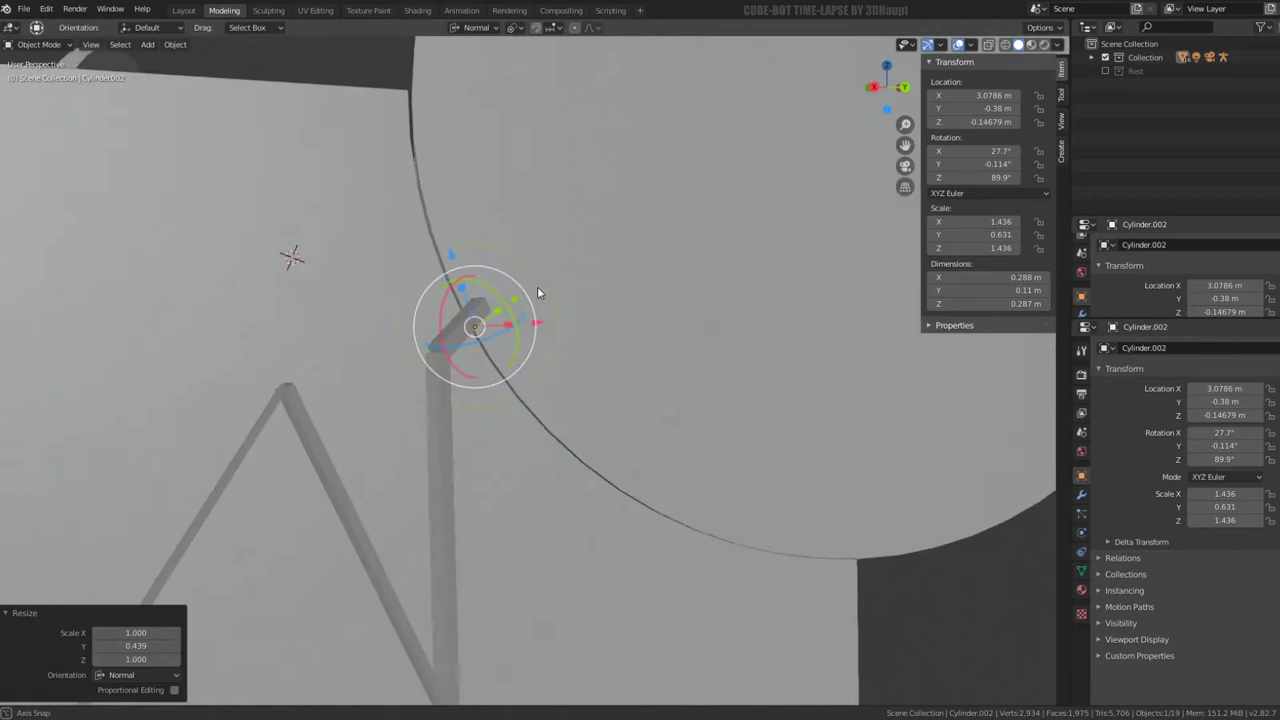 File Edit Render Window Help Layout Modeling Sculpting UV Editing Texture Paint Shading Animation Rendering Compositing Scripting CUBE-BOT TIME-LAPSE BY 3DHaupt Scene View Layer
Orientation: Default Drag: Select Box Normal Options
Object Mode View Select Add Object
User Perspective
(0) Scene Collection | Cylinder.002
Z
X
Y
Transform
Location:
X 3.0786 m
Y -0.38 m
Z -0.14679 m
Rotation:
X 27.7°
Y -0.114°
Z 89.9°
XYZ Euler
Scale:
X 1.436
Y 0.631
Z 1.436
Dimensions:
X 0.288 m
Y 0.11 m
Z 0.287 m
Properties
Item
Tool
View
Create
Scene Collection
Collection
Rest
Cylinder.002
Cylinder.002
Transform
Location X 3.0786 m
Y -0.38 m
Z -0.14679 m
Cylinder.002
Cylinder.002
Transform
Location X 3.0786 m
Y -0.38 m
Z -0.14679 m
Rotation X 27.7°
Y -0.114°
Z 89.9°
Mode XYZ Euler
Scale X 1.436
Y 0.631
Z 1.436
Delta Transform
Relations
Collections
Instancing
Motion Paths
Visibility
Viewport Display
Custom Properties
Resize
Scale X 1.000
Y 0.439
Z 1.000
Orientation Normal
Proportional Editing
Axis Snap
Scene Collection | Cylinder.002 | Verts:2,934 | Faces:1,975 | Tris:5,706 | Objects:1/19 | Mem: 151.2 MiB | v2.82.7